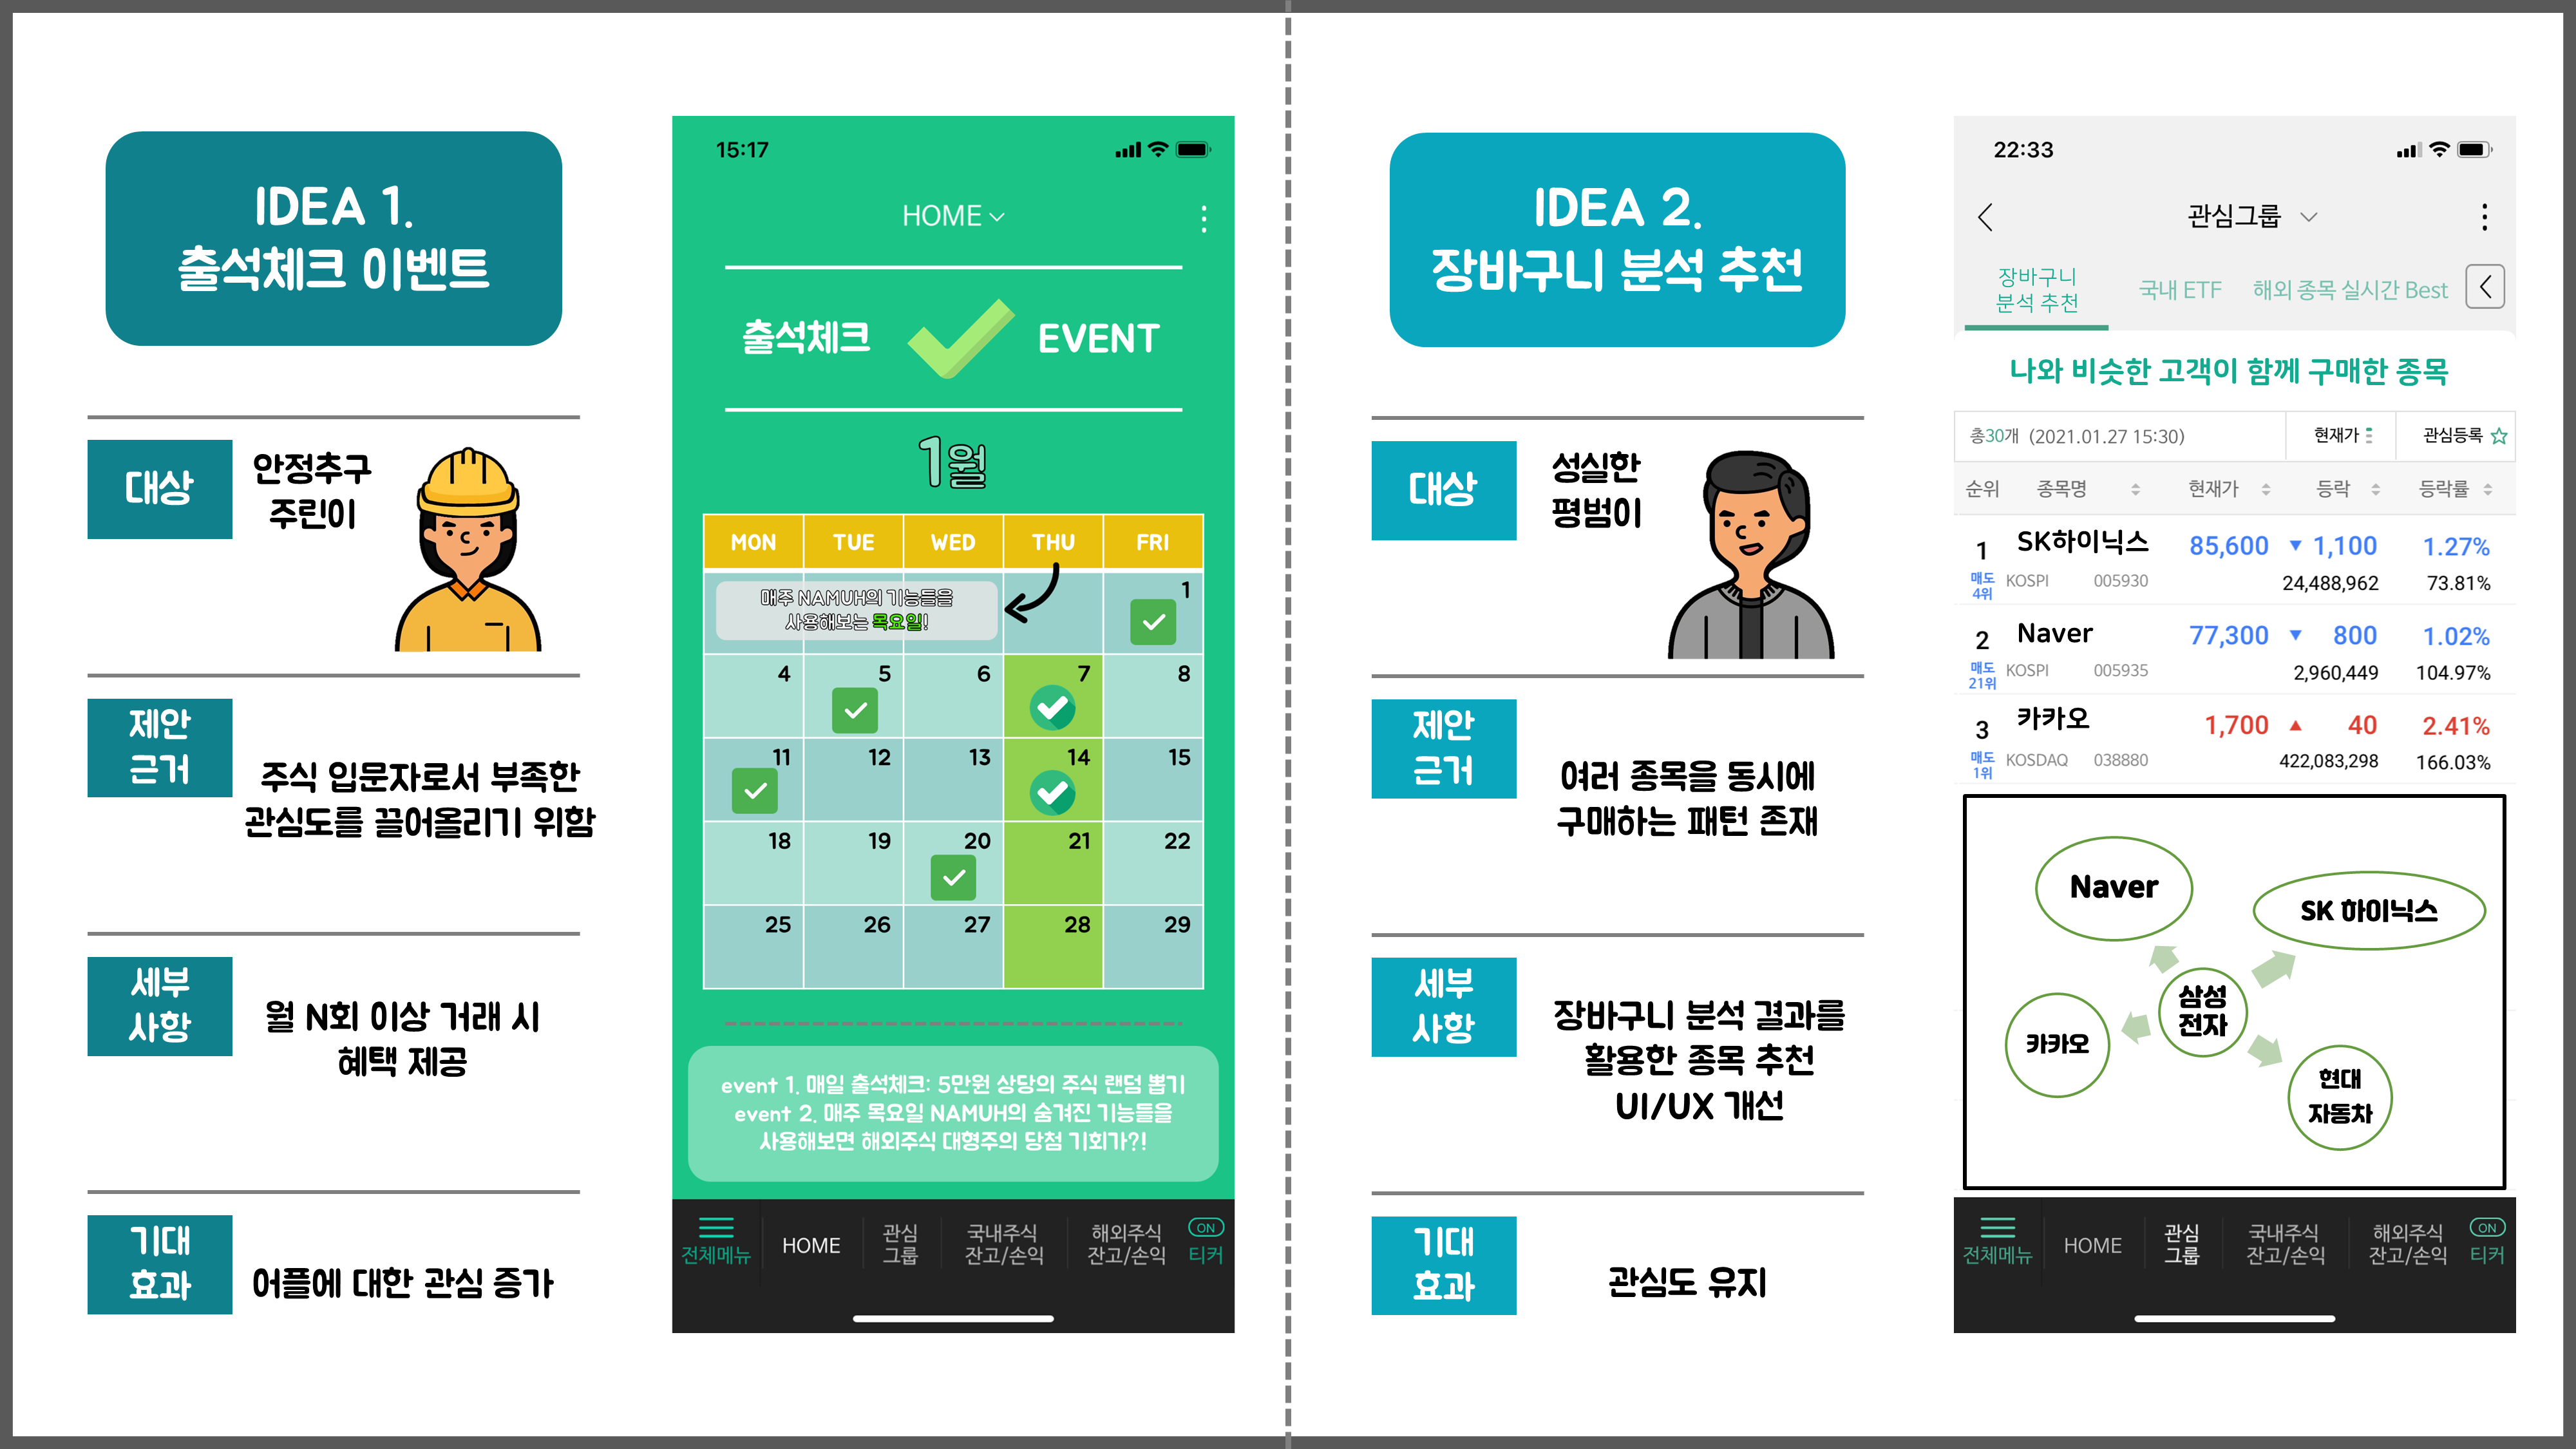 IDEA 1.
출석체크 이벤트
대상
안정추구
주린이
제안
근거
주식 입문자로서 부족한
관심도를 끌어올리기 위함
세부
사항
월 N회 이상 거래 시
혜택 제공
기대
효과
어플에 대한 관심 증가
15:17
HOME
출석체크 EVENT
1월
MON TUE WED THU FRI
매주 NAMUH의 기능들을
사용해보는 목요일!
1
4 5 6 7 8
11 12 13 14 15
18 19 20 21 22
25 26 27 28 29
event 1. 매일 출석체크: 5만원 상당의 주식 랜덤 뽑기
event 2. 매주 목요일 NAMUH의 숨겨진 기능들을
사용해보면 해외주식 대형주의 당첨 기회가?!
전체메뉴
HOME
관심
그룹
국내주식
잔고/손익
해외주식
잔고/손익
ON
티커
IDEA 2.
장바구니 분석 추천
대상
성실한
평범이
제안
근거
여러 종목을 동시에
구매하는 패턴 존재
세부
사항
장바구니 분석 결과를
활용한 종목 추천
UI/UX 개선
기대
효과
관심도 유지
22:33
관심그룹
장바구니
분석 추천
국내 ETF
해외 종목 실시간 Best
나와 비슷한 고객이 함께 구매한 종목
총30개 (2021.01.27 15:30) 현재가 관심등록
순위 종목명 현재가 등락 등락률
1 SK하이닉스 85,600 ▼ 1,100 1.27%
매도
4위
KOSPI 005930 24,488,962 73.81%
2 Naver 77,300 ▼ 800 1.02%
매도
21위
KOSPI 005935 2,960,449 104.97%
3 카카오 1,700 ▲ 40 2.41%
매도
1위
KOSDAQ 038880 422,083,298 166.03%
Naver
SK 하이닉스
삼성
전자
카카오
현대
자동차
전체메뉴
HOME
관심
그룹
국내주식
잔고/손익
해외주식
잔고/손익
ON
티커